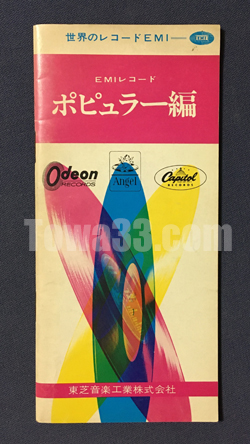 世界のレコードEMI
EMI
EMIレコード
ポピュラー編
Odeon
RECORDS
Angel
Capitol
RECORDS
Towa33.com
東芝音楽工業株式会社